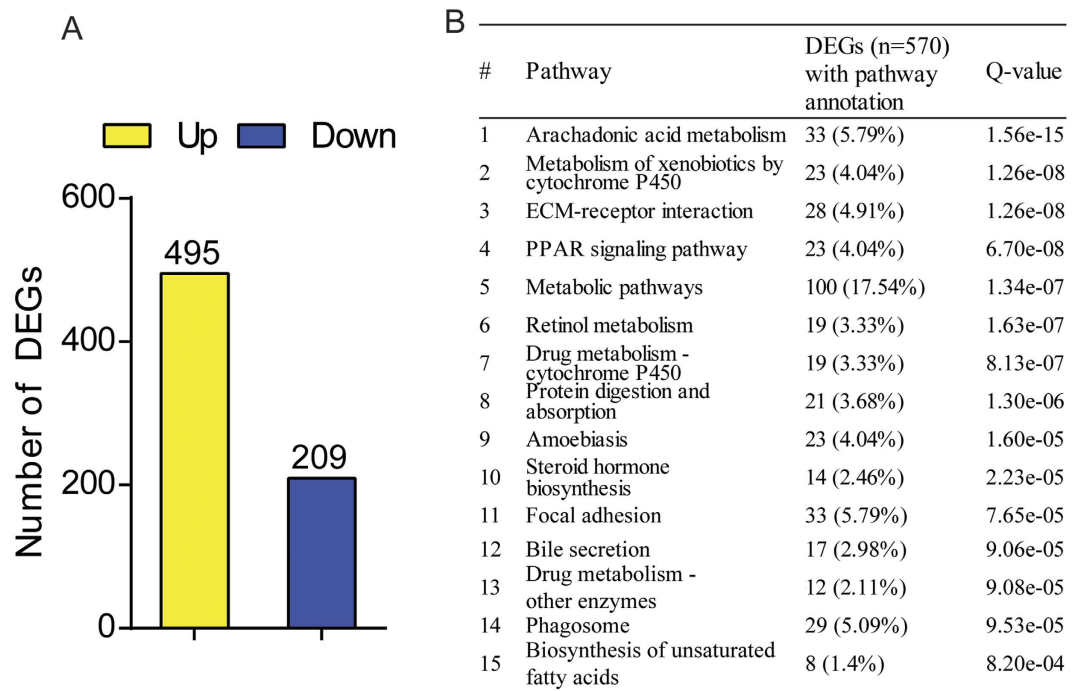 A
Up Down
Number of DEGs
600
400
200
0
495
209
B
# Pathway DEGs (n=570) with pathway annotation Q-value
1 Arachadonic acid metabolism 33 (5.79%) 1.56e-15
2 Metabolism of xenobiotics by cytochrome P450 23 (4.04%) 1.26e-08
3 ECM-receptor interaction 28 (4.91%) 1.26e-08
4 PPAR signaling pathway 23 (4.04%) 6.70e-08
5 Metabolic pathways 100 (17.54%) 1.34e-07
6 Retinol metabolism 19 (3.33%) 1.63e-07
7 Drug metabolism - cytochrome P450 19 (3.33%) 8.13e-07
8 Protein digestion and absorption 21 (3.68%) 1.30e-06
9 Amoebiasis 23 (4.04%) 1.60e-05
10 Steroid hormone biosynthesis 14 (2.46%) 2.23e-05
11 Focal adhesion 33 (5.79%) 7.65e-05
12 Bile secretion 17 (2.98%) 9.06e-05
13 Drug metabolism - other enzymes 12 (2.11%) 9.08e-05
14 Phagosome 29 (5.09%) 9.53e-05
15 Biosynthesis of unsaturated fatty acids 8 (1.4%) 8.20e-04